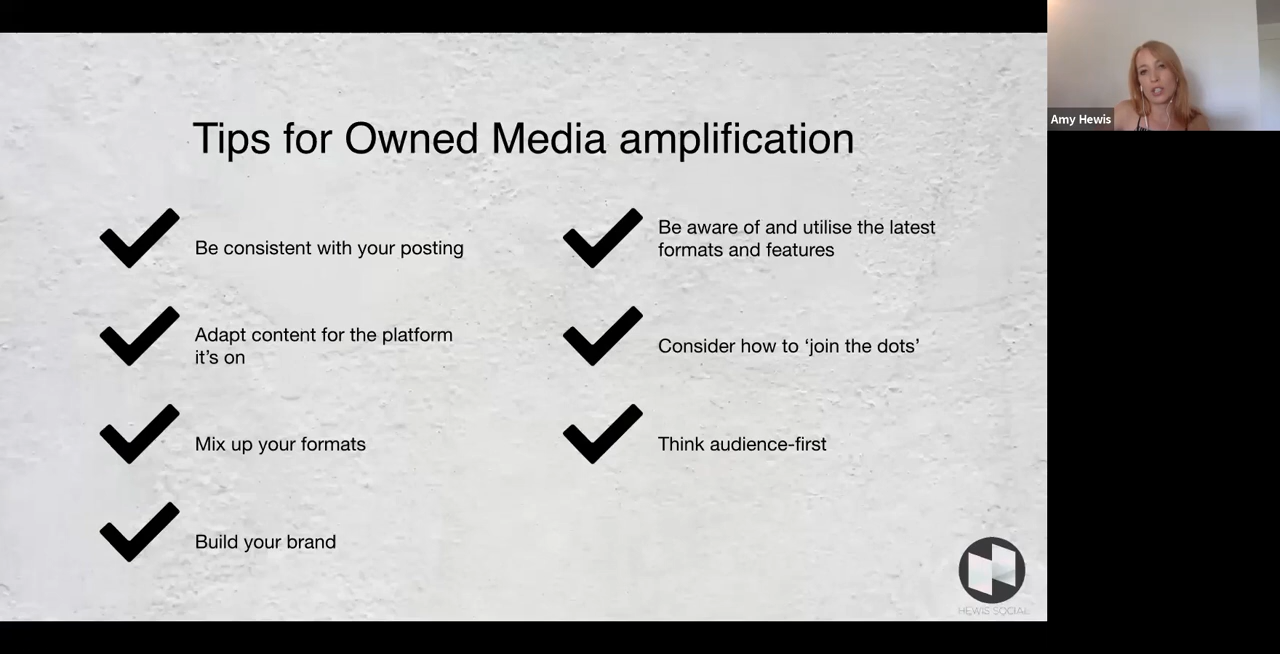 Tips for Owned Media amplification
Be consistent with your posting
Adapt content for the platform
it’s on
Mix up your formats
Build your brand
Be aware of and utilise the latest
formats and features
Consider how to ‘join the dots’
Think audience-first
HEWIS SOCIAL
Amy Hewis